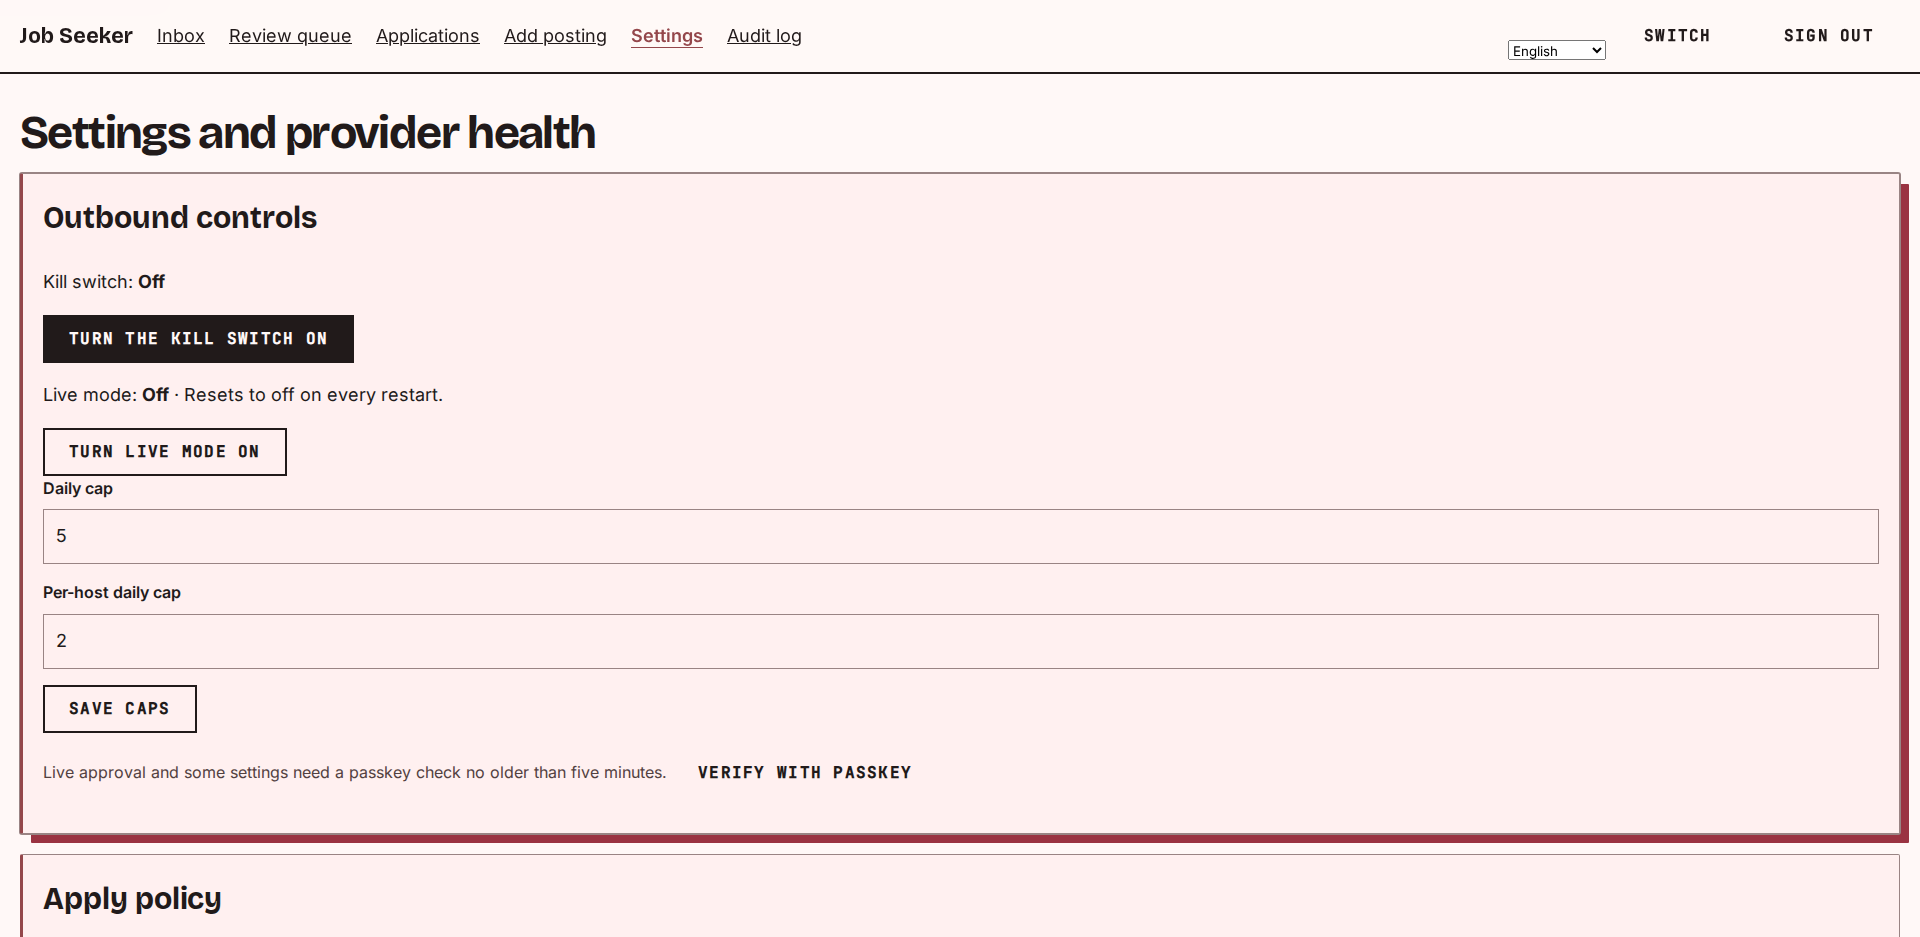 Job Seeker Inbox Review queue Applications Add posting Settings Audit log English SWITCH SIGN OUT
Settings and provider health
Outbound controls
Kill switch: Off
TURN THE KILL SWITCH ON
Live mode: Off · Resets to off on every restart.
TURN LIVE MODE ON
Daily cap
5
Per-host daily cap
2
SAVE CAPS
Live approval and some settings need a passkey check no older than five minutes. VERIFY WITH PASSKEY
Apply policy